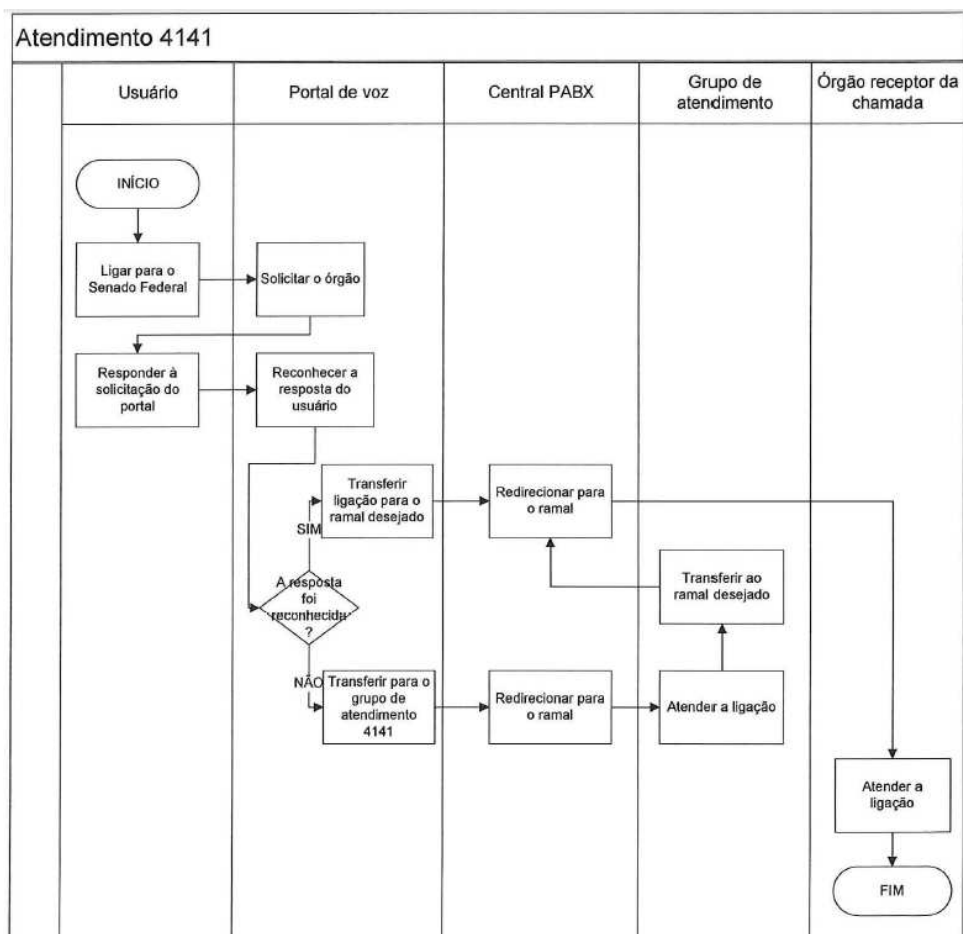 Atendimento 4141
Usuário
Portal de voz
Central PABX
Grupo de
atendimento
Órgão receptor da
chamada
INÍCIO
Ligar para o
Senado Federal
Solicitar o órgão
Responder à
solicitação do
portal
Reconhecer a
resposta do
usuário
Transferir
ligação para o
ramal desejado
Redirecionar para
o ramal
SIM
A resposta
foi
reconhecida
?
Transferir ao
ramal desejado
NÃO
Transferir para o
grupo de
atendimento
4141
Redirecionar para
o ramal
Atender a ligação
Atender a
ligação
FIM